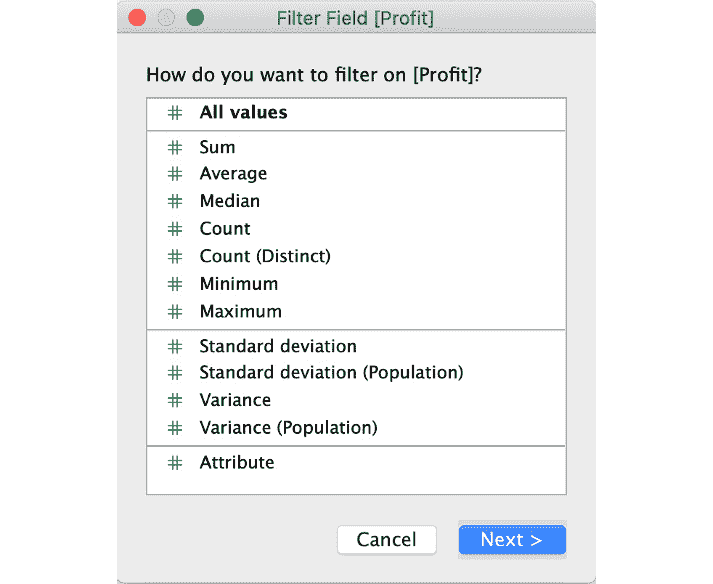 Filter Field [Profit]
How do you want to filter on [Profit]?
# All values
# Sum
# Average
# Median
# Count
# Count (Distinct)
# Minimum
# Maximum
# Standard deviation
# Standard deviation (Population)
# Variance
# Variance (Population)
# Attribute
Cancel
Next >